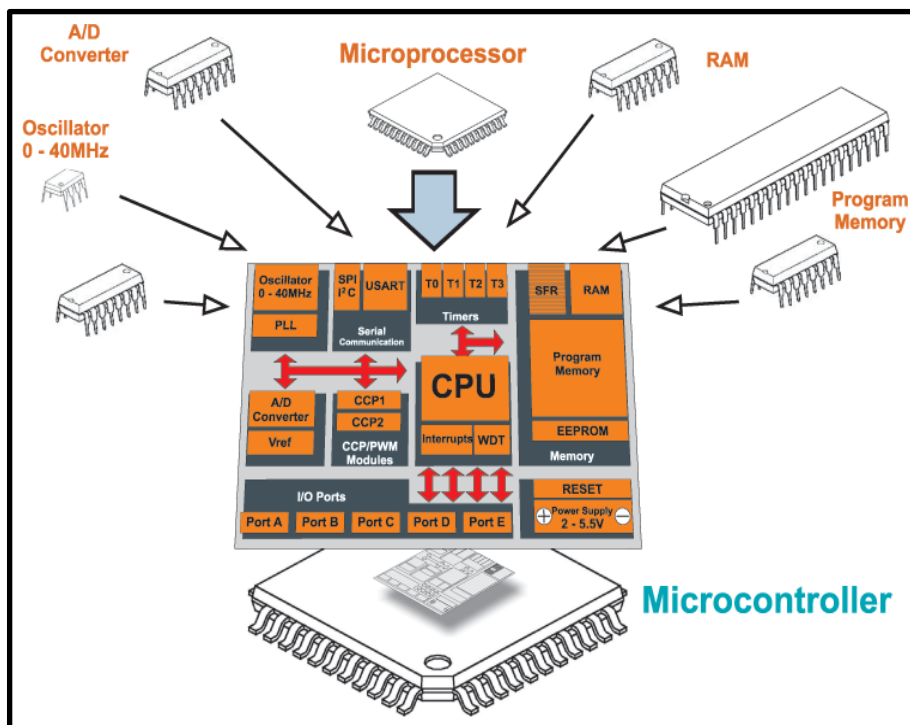 A/D
Converter
Microprocessor
RAM
Oscillator
0 - 40MHz
Program
Memory
Oscillator
0 - 40MHz
PLL
SPI
I²C
USART
Serial
Communication
T0
T1
T2
T3
Timers
SFR
RAM
Program
Memory
EEPROM
Memory
A/D
Converter
Vref
CCP1
CCP2
CCP/PWM
Modules
CPU
Interrupts
WDT
I/O Ports
Port A
Port B
Port C
Port D
Port E
RESET
+
Power Supply
2 - 5.5V
−
Microcontroller